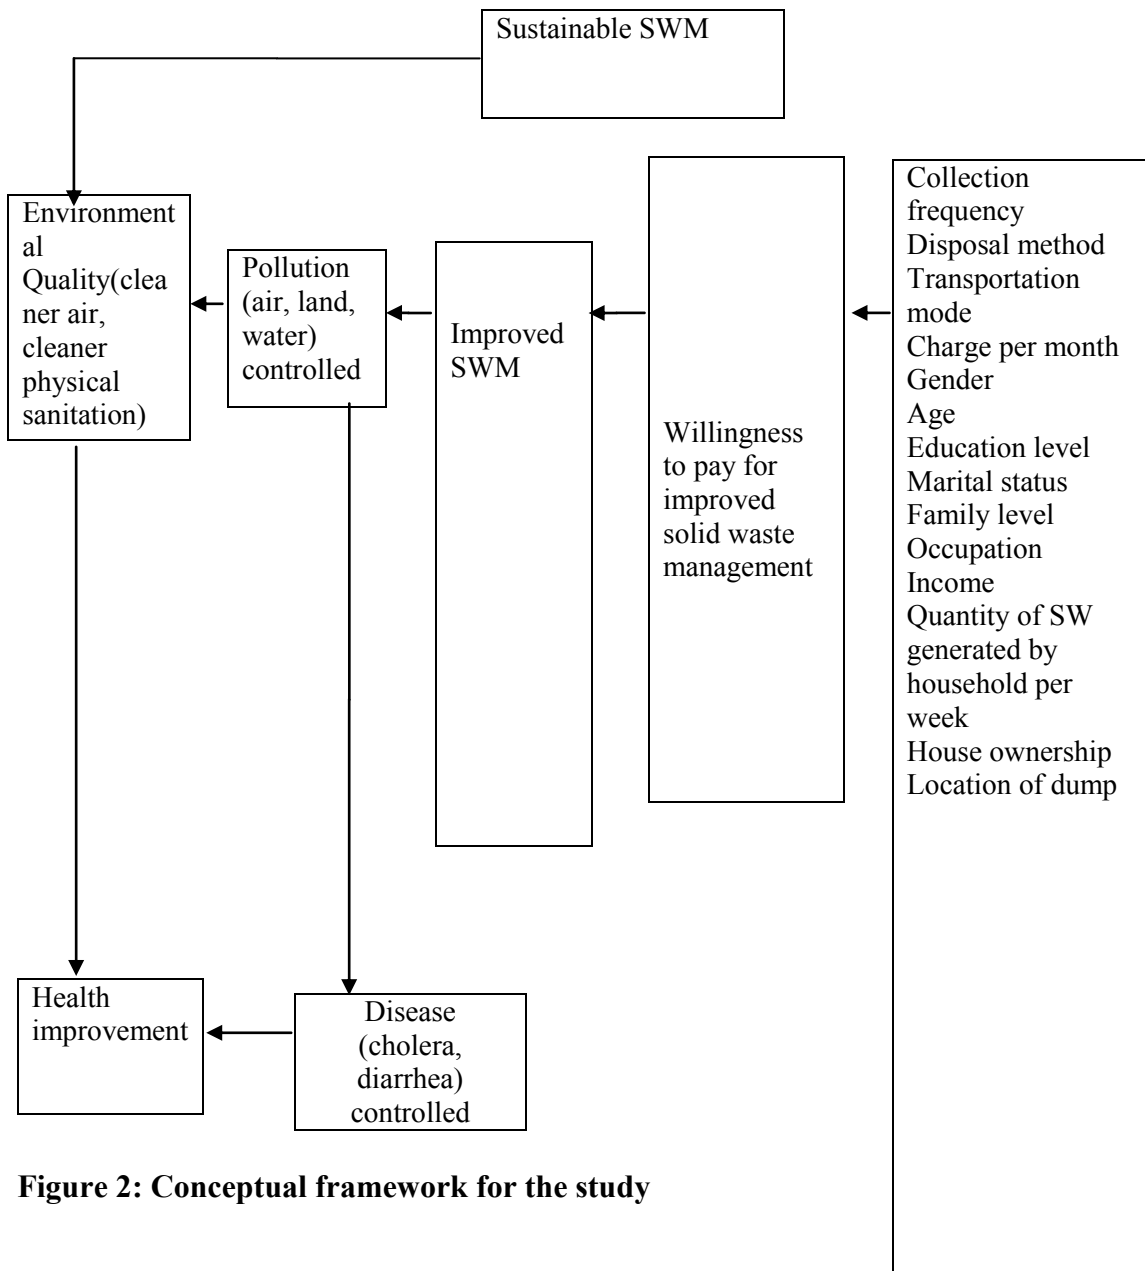 Sustainable SWM
Environment
al
Quality(clea
ner air,
cleaner
physical
sanitation)
Pollution
(air, land,
water)
controlled
Improved
SWM
Willingness
to pay for
improved
solid waste
management
Collection
frequency
Disposal method
Transportation
mode
Charge per month
Gender
Age
Education level
Marital status
Family level
Occupation
Income
Quantity of SW
generated by
household per
week
House ownership
Location of dump
Health
improvement
Disease
(cholera,
diarrhea)
controlled
Figure 2: Conceptual framework for the study